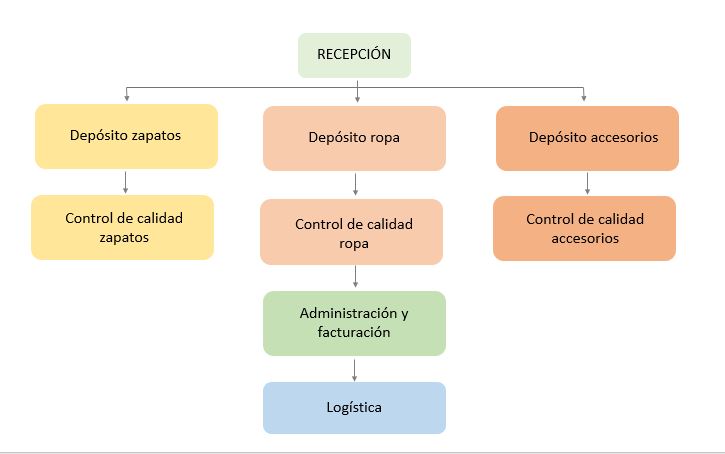 RECEPCIÓN
Depósito zapatos
Depósito ropa
Depósito accesorios
Control de calidad
zapatos
Control de calidad
ropa
Control de calidad
accesorios
Administración y
facturación
Logística